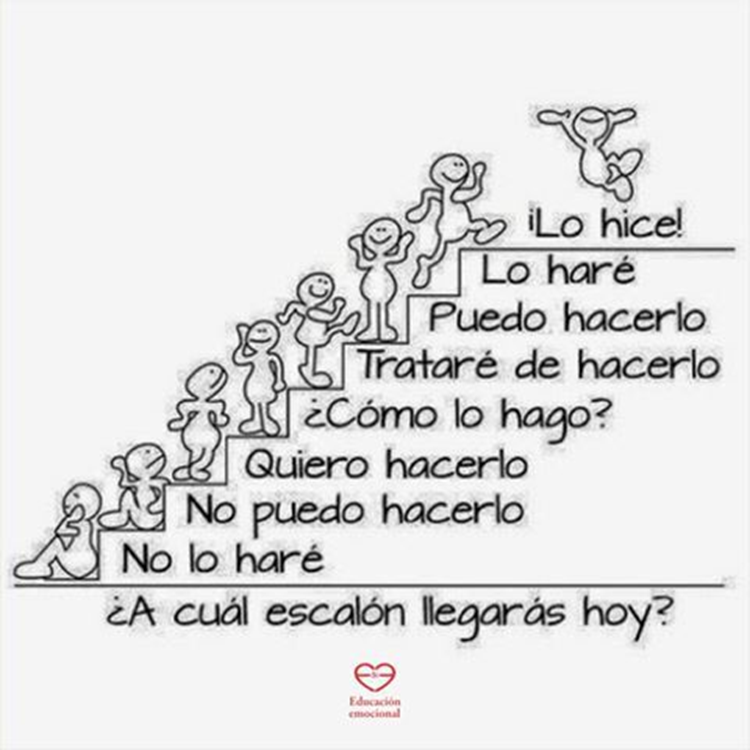 ¡Lo hice!
Lo haré
Puedo hacerlo
Trataré de hacerlo
¿Cómo lo hago?
Quiero hacerlo
No puedo hacerlo
No lo haré
¿A cuál escalón llegarás hoy?
Educación
emocional